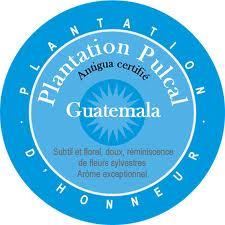 PLANTATION
Plantation Pulcal
Antigua certifié
Guatemala
Subtil et floral, doux, réminiscence
de fleurs sylvestres
Arôme exceptionnel.
D'HONNEUR